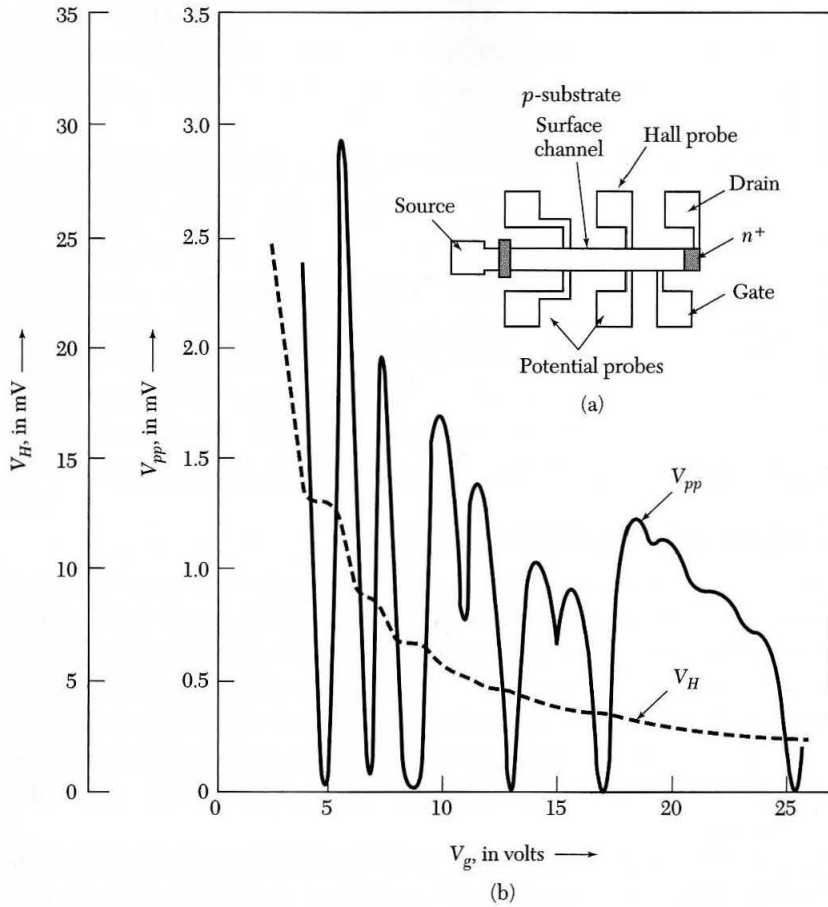 35
30
25
20
15
10
5
0
V_H, in mV
3.5
3.0
2.5
2.0
1.5
1.0
0.5
0
V_pp, in mV
p-substrate
Surface
channel
Hall probe
Drain
Source
n⁺
Gate
Potential probes
(a)
V_pp
V_H
0
5
10
15
20
25
V_g, in volts
(b)